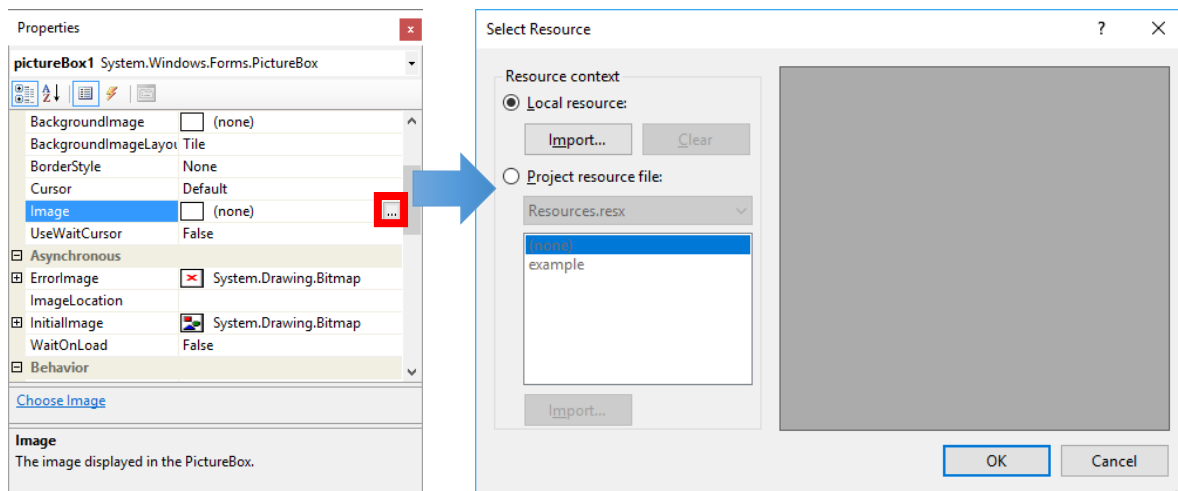 Properties
x
pictureBox1 System.Windows.Forms.PictureBox
BackgroundImage (none)
BackgroundImageLayou Tile
BorderStyle None
Cursor Default
Image (none) ...
UseWaitCursor False
Asynchronous
ErrorImage System.Drawing.Bitmap
ImageLocation
InitialImage System.Drawing.Bitmap
WaitOnLoad False
Behavior
Choose Image
Image
The image displayed in the PictureBox.
Select Resource
?
Resource context
Local resource:
Import... Clear
Project resource file:
Resources.resx
(none)
example
Import...
OK Cancel